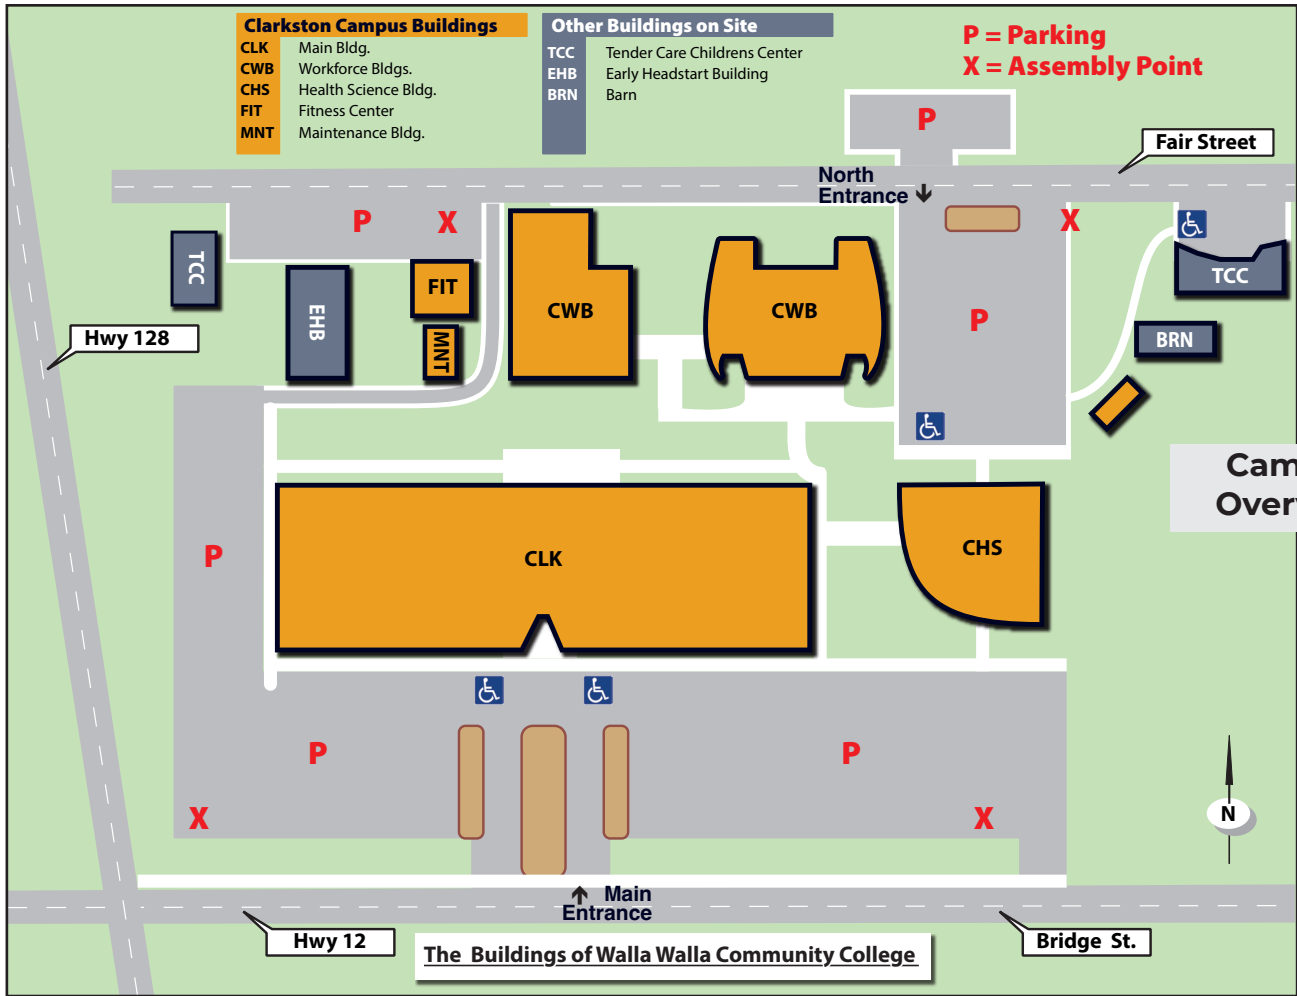 Clarkston Campus Buildings
CLK Main Bldg.
CWB Workforce Bldgs.
CHS Health Science Bldg.
FIT Fitness Center
MNT Maintenance Bldg.
Other Buildings on Site
TCC Tender Care Childrens Center
EHB Early Headstart Building
BRN Barn
P = Parking
X = Assembly Point
P
Fair Street
North
Entrance
P
X
X
TCC
EHB
FIT
MNT
CWB
CWB
P
TCC
BRN
Hwy 128
Cam
Over
P
CLK
CHS
P
P
X
X
N
Main
Entrance
Hwy 12
Bridge St.
The Buildings of Walla Walla Community College